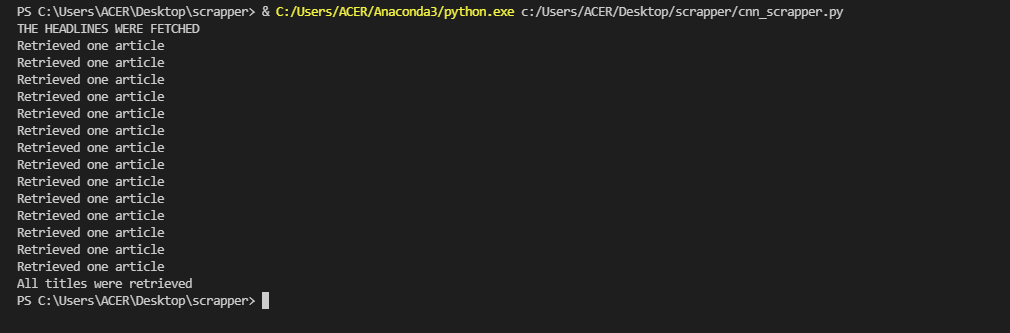 PS C:\Users\ACER\Desktop\scrapper> & C:/Users/ACER/Anaconda3/python.exe c:/Users/ACER/Desktop/scrapper/cnn_scrapper.py
THE HEADLINES WERE FETCHED
Retrieved one article
Retrieved one article
Retrieved one article
Retrieved one article
Retrieved one article
Retrieved one article
Retrieved one article
Retrieved one article
Retrieved one article
Retrieved one article
Retrieved one article
Retrieved one article
Retrieved one article
Retrieved one article
All titles were retrieved
PS C:\Users\ACER\Desktop\scrapper>